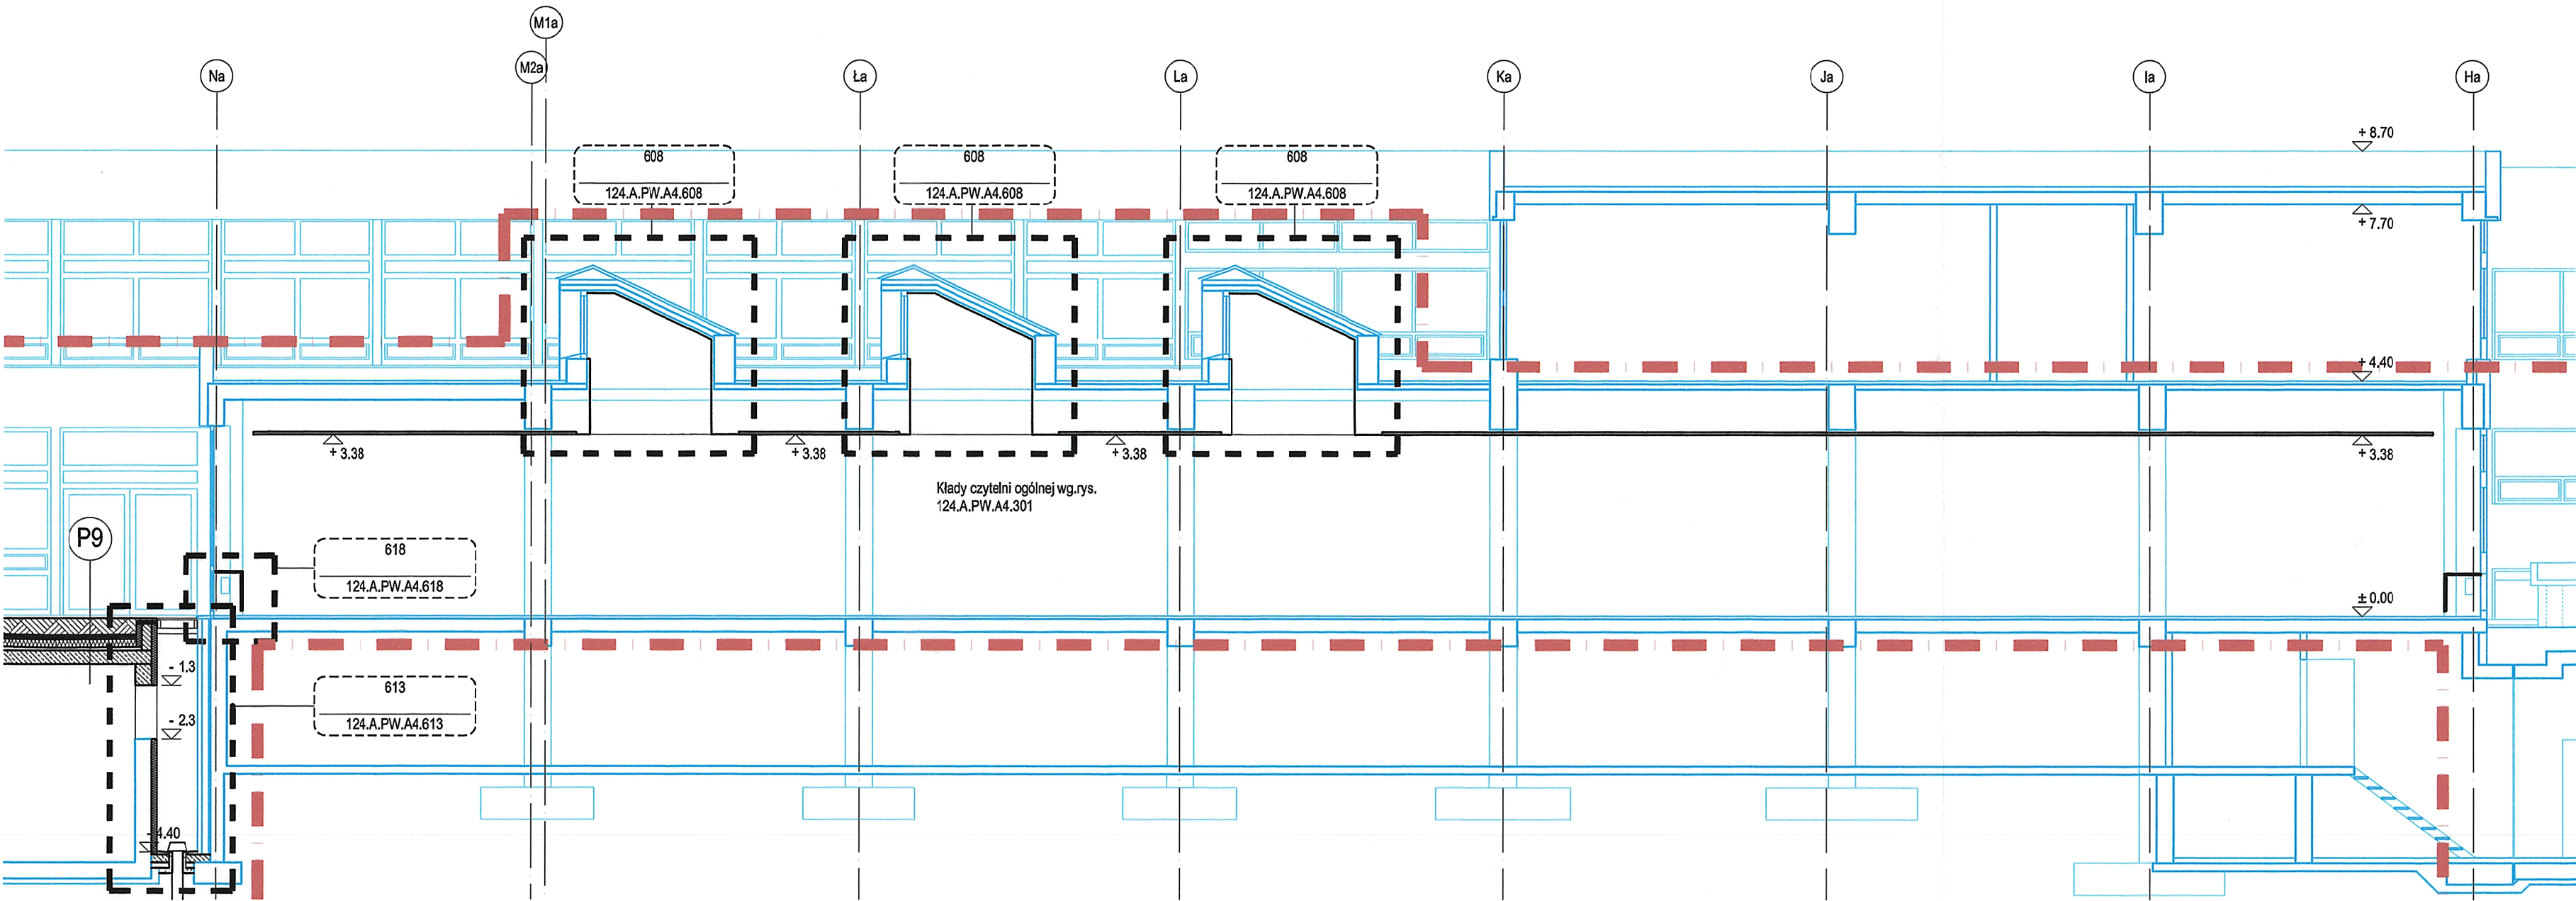 M1a
M2a
Na
Ła
La
Ka
Ja
Ia
Ha
+ 8.70
608
124.A.PW.A4.608
608
124.A.PW.A4.608
608
124.A.PW.A4.608
+ 7.70
+ 4.40
+ 3.38
+ 3.38
+ 3.38
+ 3.38
Kłady czytelni ogólnej wg.rys.
124.A.PW.A4.301
P9
618
124.A.PW.A4.618
± 0.00
- 1.3
613
124.A.PW.A4.613
- 2.3
- 4.40